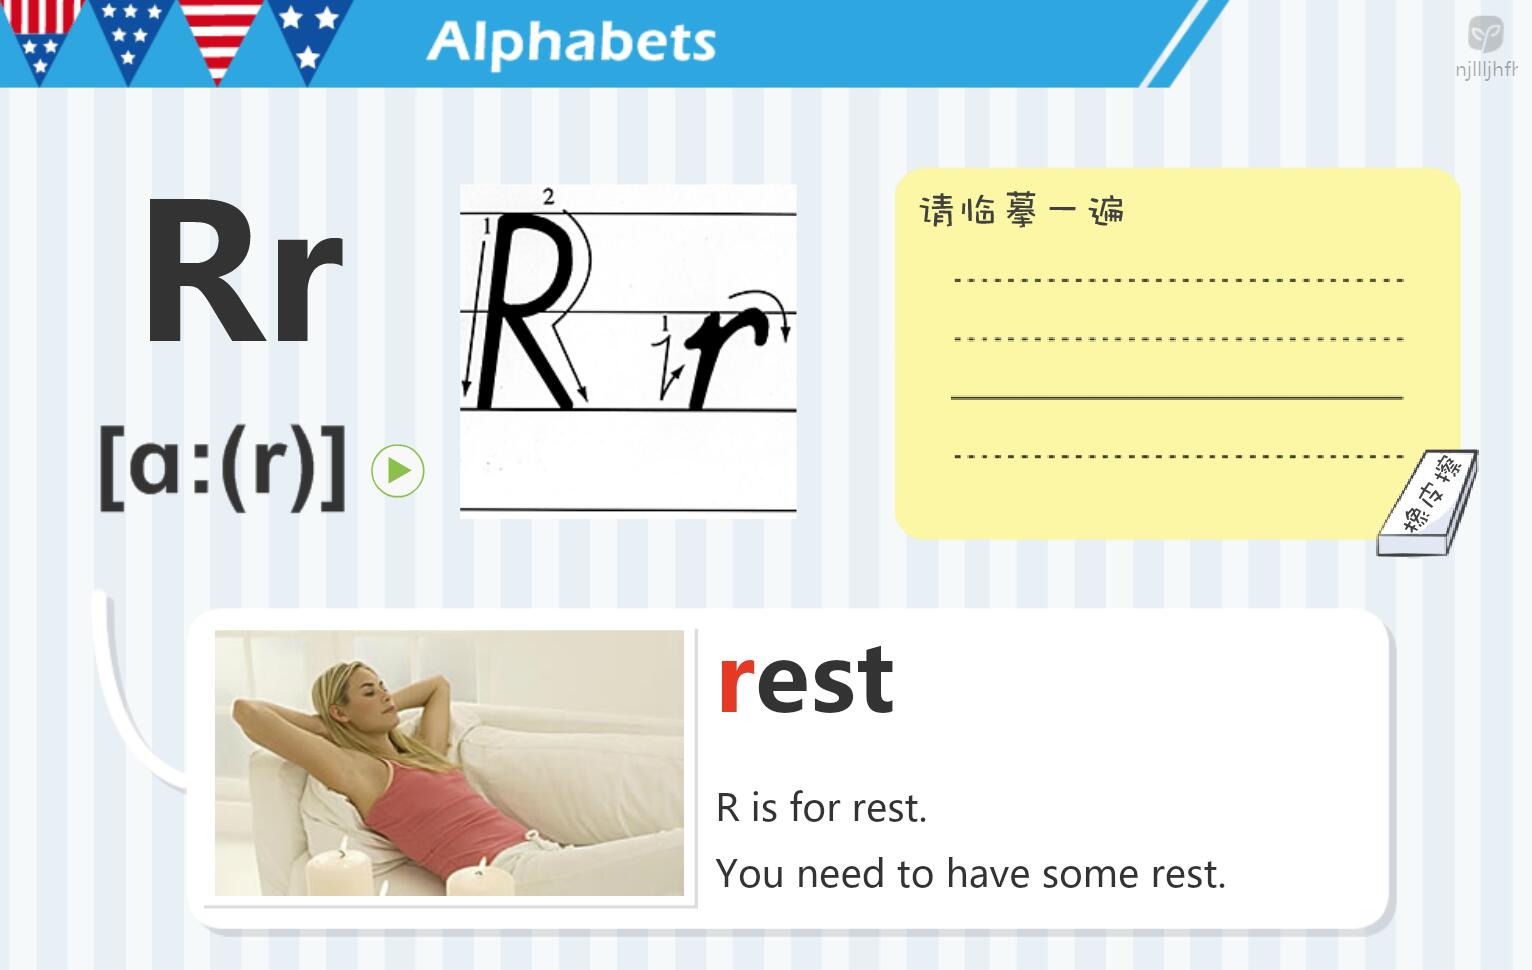 Alphabets
njllljhfh
Rr
2
1
R
1
r
[ɑ:(r)]
请临摹一遍
橡皮擦
rest
R is for rest.
You need to have some rest.